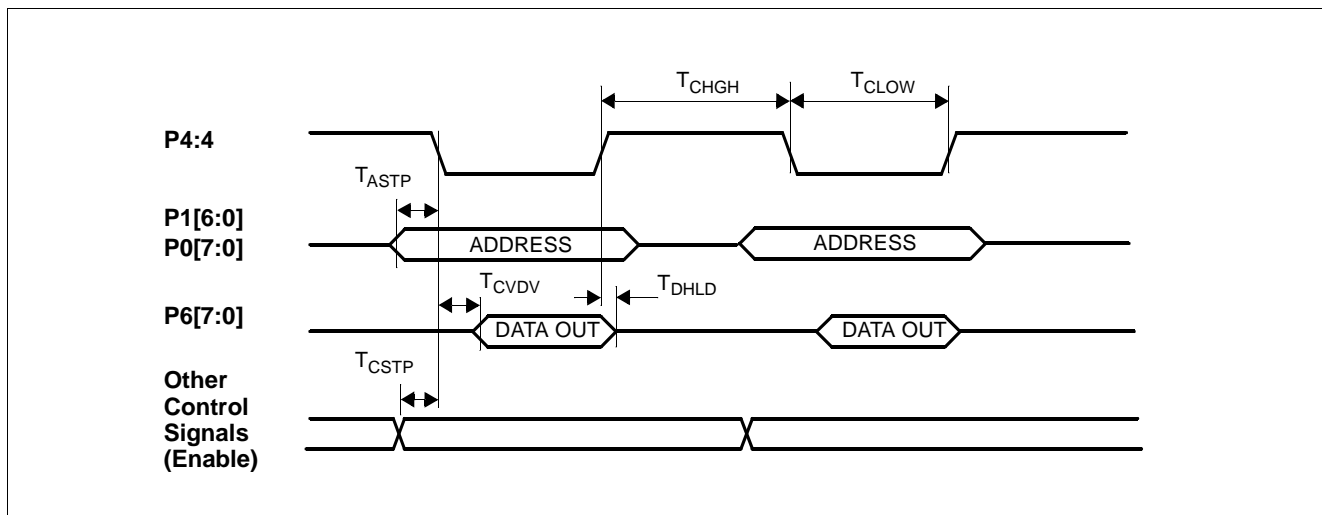 T_CHGH
T_CLOW
P4:4
T_ASTP
P1[6:0]
P0[7:0]
ADDRESS
ADDRESS
T_CVDV
T_DHLD
P6[7:0]
DATA OUT
DATA OUT
T_CSTP
Other
Control
Signals
(Enable)